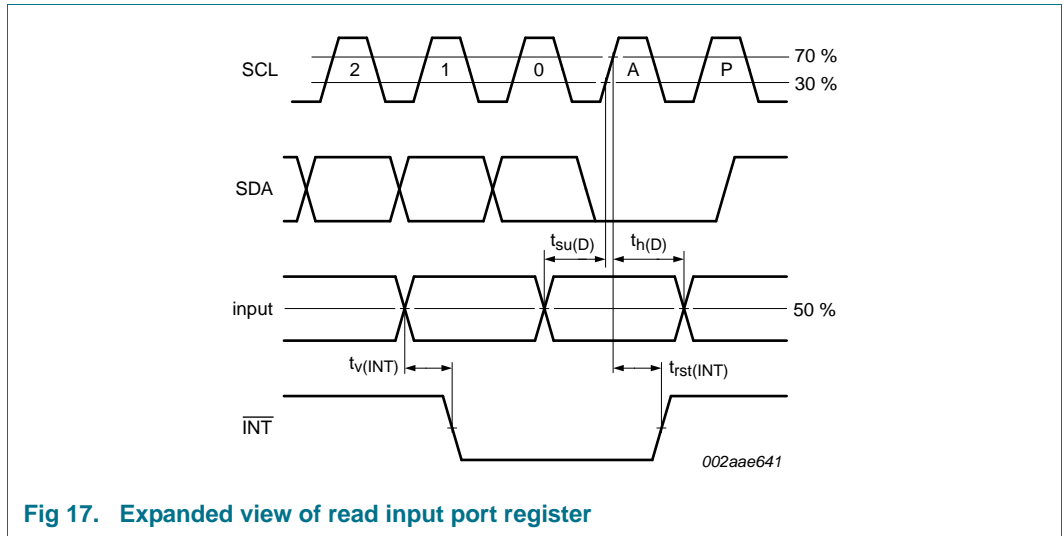 SCL
2 1 0 A P
70 %
30 %
SDA
tsu(D) th(D)
input
50 %
tv(INT) trst(INT)
INT
002aae641
Fig 17. Expanded view of read input port register